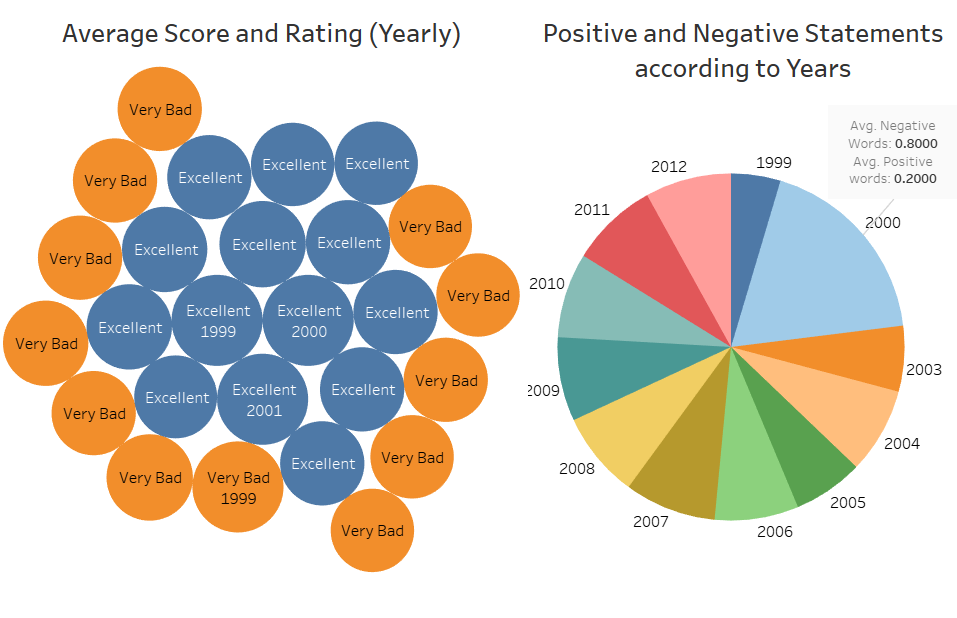 Average Score and Rating (Yearly)
Very Bad
Very Bad
Excellent
Excellent
Excellent
Very Bad
Excellent
Excellent
Excellent
Very Bad
Very Bad
Excellent
Excellent
1999
Excellent
2000
Excellent
Very Bad
Very Bad
Excellent
Excellent
2001
Excellent
Very Bad
Very Bad
Very Bad
Very Bad
1999
Excellent
Very Bad
Very Bad
Positive and Negative Statements
according to Years
Avg. Negative
Words: 0.8000
Avg. Positive
words: 0.2000
1999
2000
2003
2004
2005
2006
2007
2008
2009
2010
2011
2012